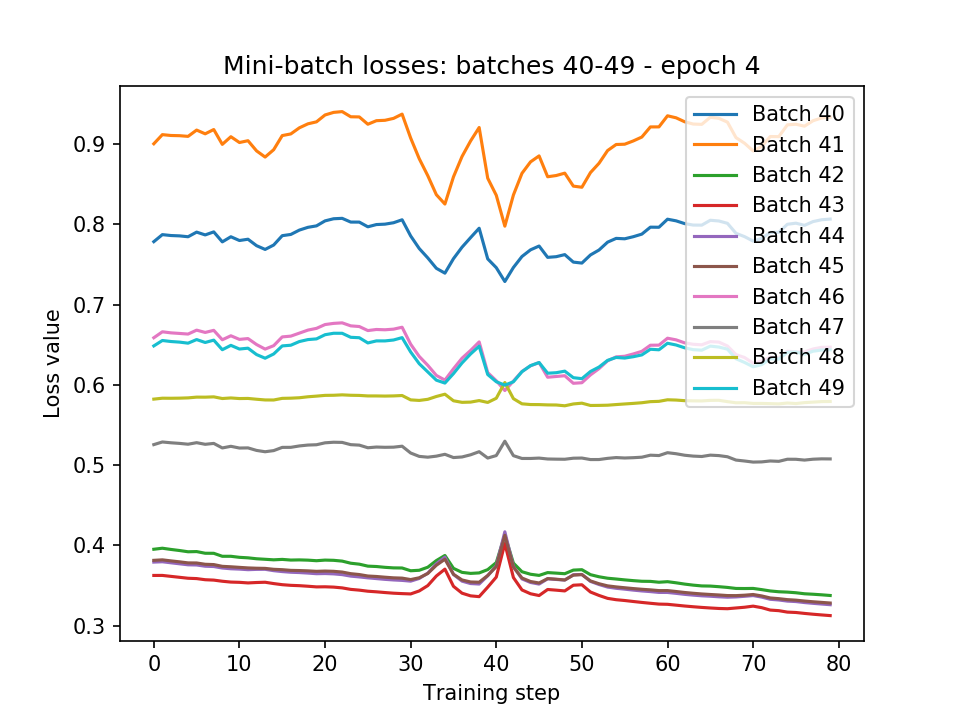 Mini-batch losses: batches 40-49 - epoch 4
Loss value
0.9
0.8
0.7
0.6
0.5
0.4
0.3
Batch 40
Batch 41
Batch 42
Batch 43
Batch 44
Batch 45
Batch 46
Batch 47
Batch 48
Batch 49
0 10 20 30 40 50 60 70 80
Training step